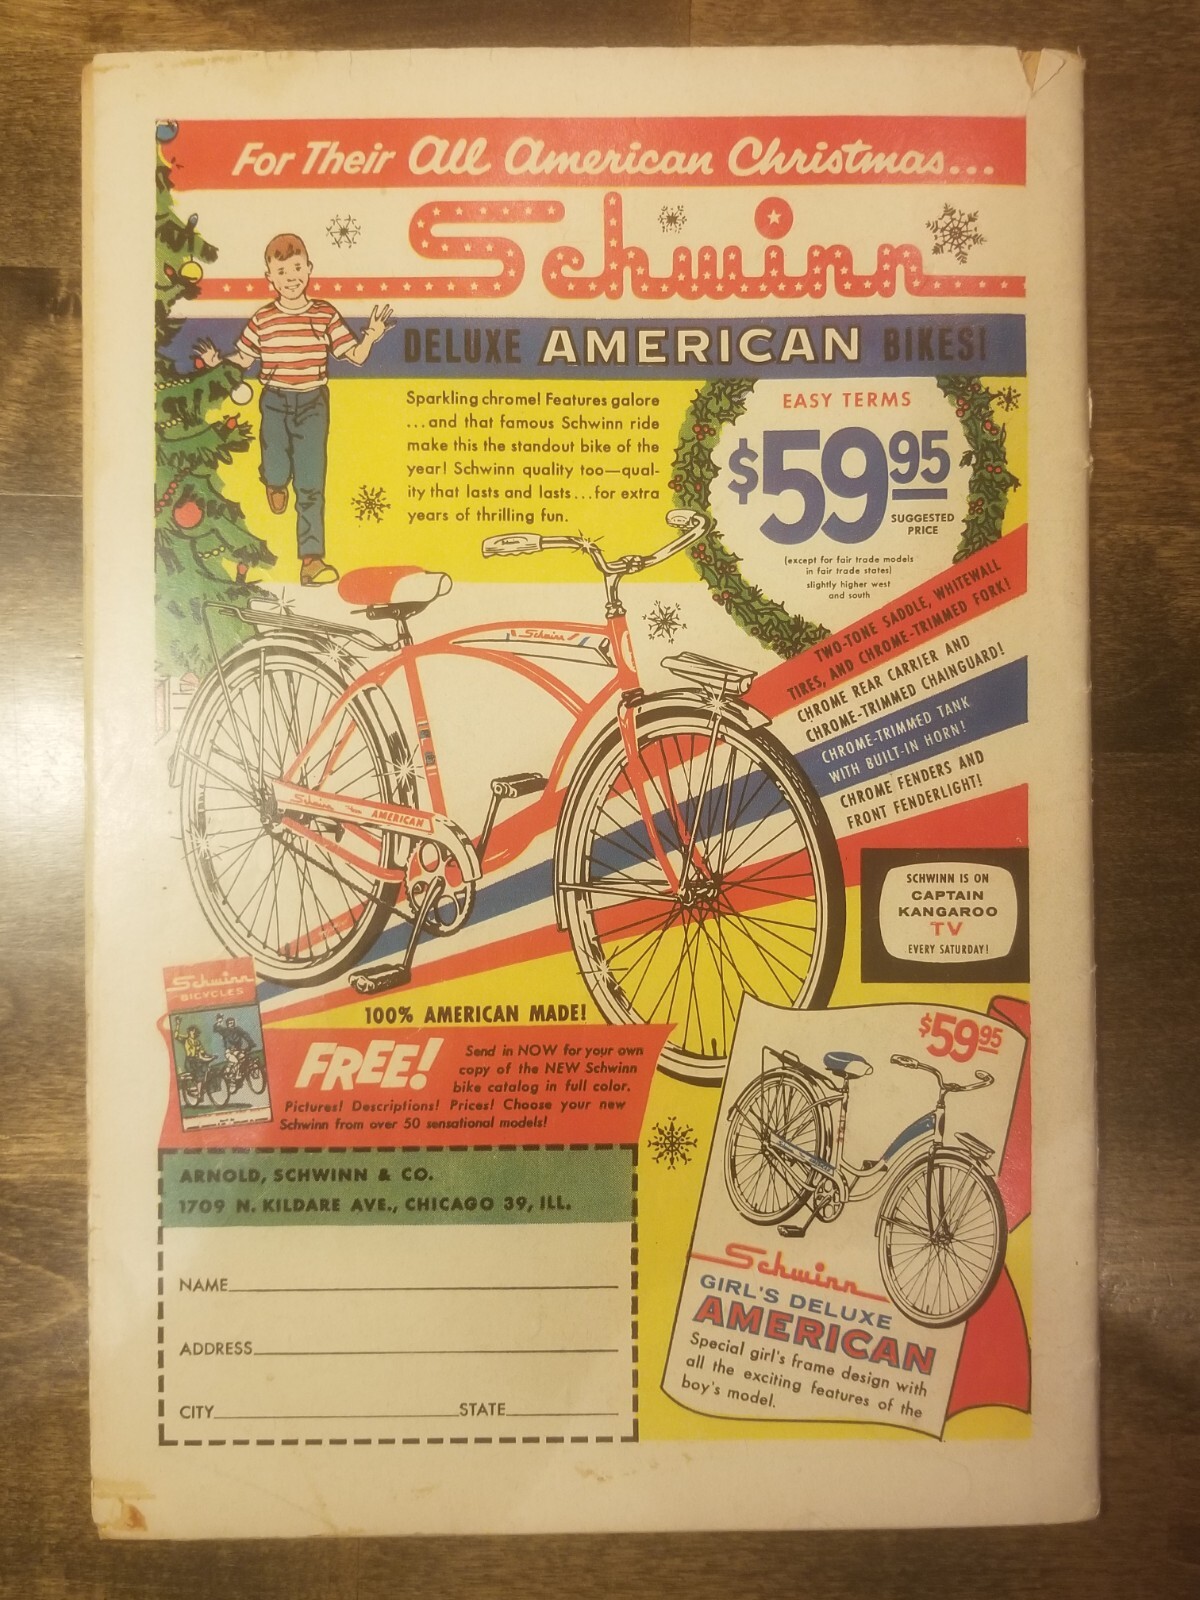 For Their All American Christmas...
Schwinn
DELUXE AMERICAN BIKES!
Sparkling chrome! Features galore
...and that famous Schwinn ride
make this the standout bike of the
year! Schwinn quality too—qual-
ity that lasts and lasts...for extra
years of thrilling fun.
EASY TERMS
$59.95
SUGGESTED
PRICE
(except for fair trade models
in fair trade states)
slightly higher west
and south
TWO-TONE SADDLE, WHITEWALL
TIRES, AND CHROME-TRIMMED FORK!
CHROME REAR CARRIER AND
CHROME-TRIMMED CHAINGUARD!
CHROME-TRIMMED TANK
WITH BUILT-IN HORN!
CHROME FENDERS AND
FRONT FENDERLIGHT!
Schwinn
Schwinn
AMERICAN
SCHWINN IS ON
CAPTAIN
KANGAROO
TV
EVERY SATURDAY!
100% AMERICAN MADE!
Schwinn
BICYCLES
FREE!
Send in NOW for your own
copy of the NEW Schwinn
bike catalog in full color.
Pictures! Descriptions! Prices! Choose your new
Schwinn from over 50 sensational models!
ARNOLD, SCHWINN & CO.
1709 N. KILDARE AVE., CHICAGO 39, ILL.
NAME
ADDRESS
CITY STATE
$59.95
Schwinn
GIRL'S DELUXE
AMERICAN
Special girl's frame design with
all the exciting features of the
boy's model.